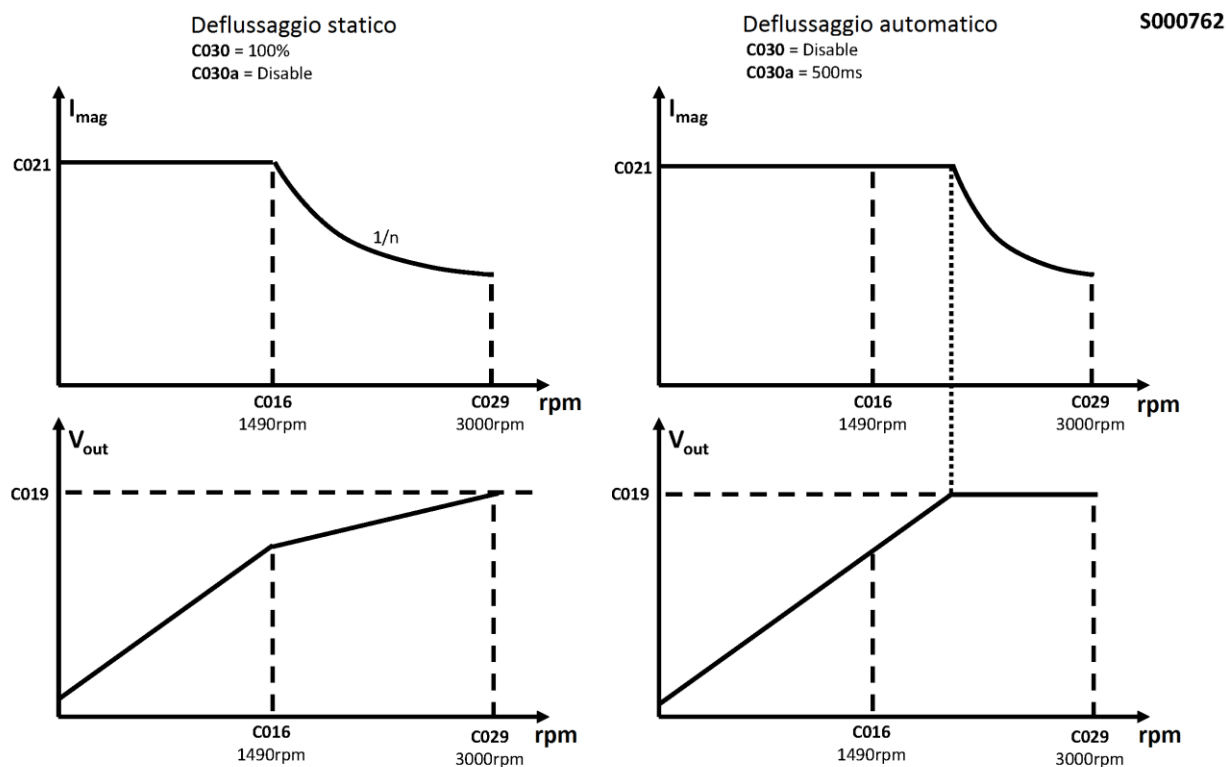 Deflussaggio statico
C030 = 100%
C030a = Disable
Deflussaggio automatico
C030 = Disable
C030a = 500ms
S000762
Imag
C021
1/n
C016
1490rpm
C029
3000rpm
rpm
Imag
C021
C016
1490rpm
C029
3000rpm
rpm
Vout
C019
C016
1490rpm
C029
3000rpm
rpm
Vout
C019
C016
1490rpm
C029
3000rpm
rpm